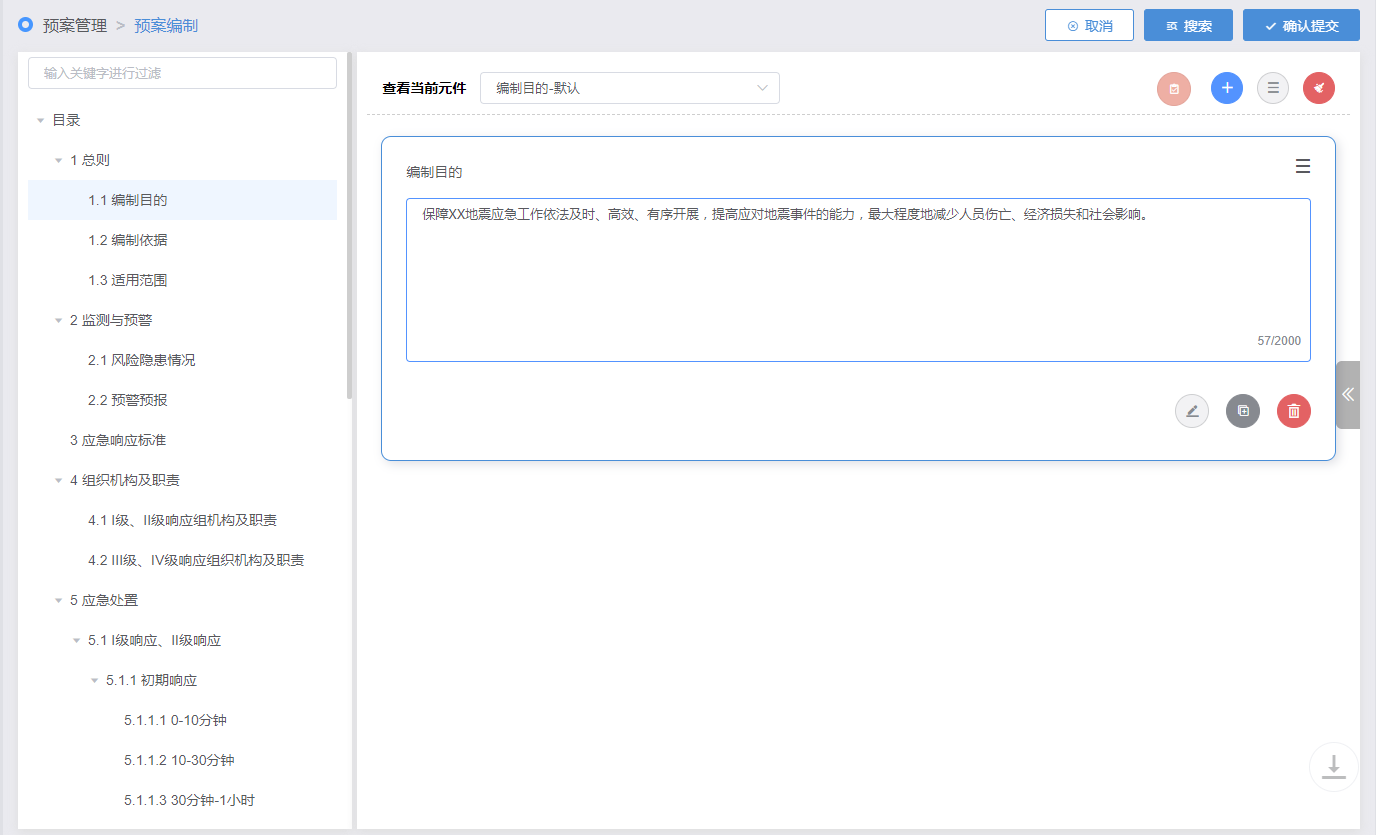 预案管理 > 预案编制
取消
搜索
确认提交
输入关键字进行过滤
目录
1 总则
1.1 编制目的
1.2 编制依据
1.3 适用范围
2 监测与预警
2.1 风险隐患情况
2.2 预警预报
3 应急响应标准
4 组织机构及职责
4.1 I级、II级响应组机构及职责
4.2 III级、IV级响应组织机构及职责
5 应急处置
5.1 I级响应、II级响应
5.1.1 初期响应
5.1.1.1 0-10分钟
5.1.1.2 10-30分钟
5.1.1.3 30分钟-1小时
查看当前元件
编制目的-默认
编制目的
保障XX地震应急工作依法及时、高效、有序开展，提高应对地震事件的能力，最大程度地减少人员伤亡、经济损失和社会影响。
57/2000